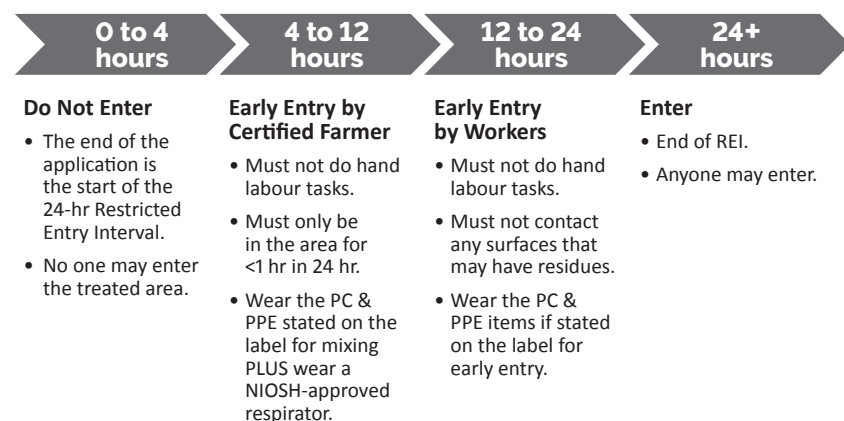 0 to 4
hours
4 to 12
hours
12 to 24
hours
24+
hours
Do Not Enter
• The end of the
application is
the start of the
24-hr Restricted
Entry Interval.
• No one may enter
the treated area.
Early Entry by
Certified Farmer
• Must not do hand
labour tasks.
• Must only be
in the area for
<1 hr in 24 hr.
• Wear the PC &
PPE stated on the
label for mixing
PLUS wear a
NIOSH-approved
respirator.
Early Entry
by Workers
• Must not do hand
labour tasks.
• Must not contact
any surfaces that
may have residues.
• Wear the PC &
PPE items if stated
on the label for
early entry.
Enter
• End of REI.
• Anyone may enter.